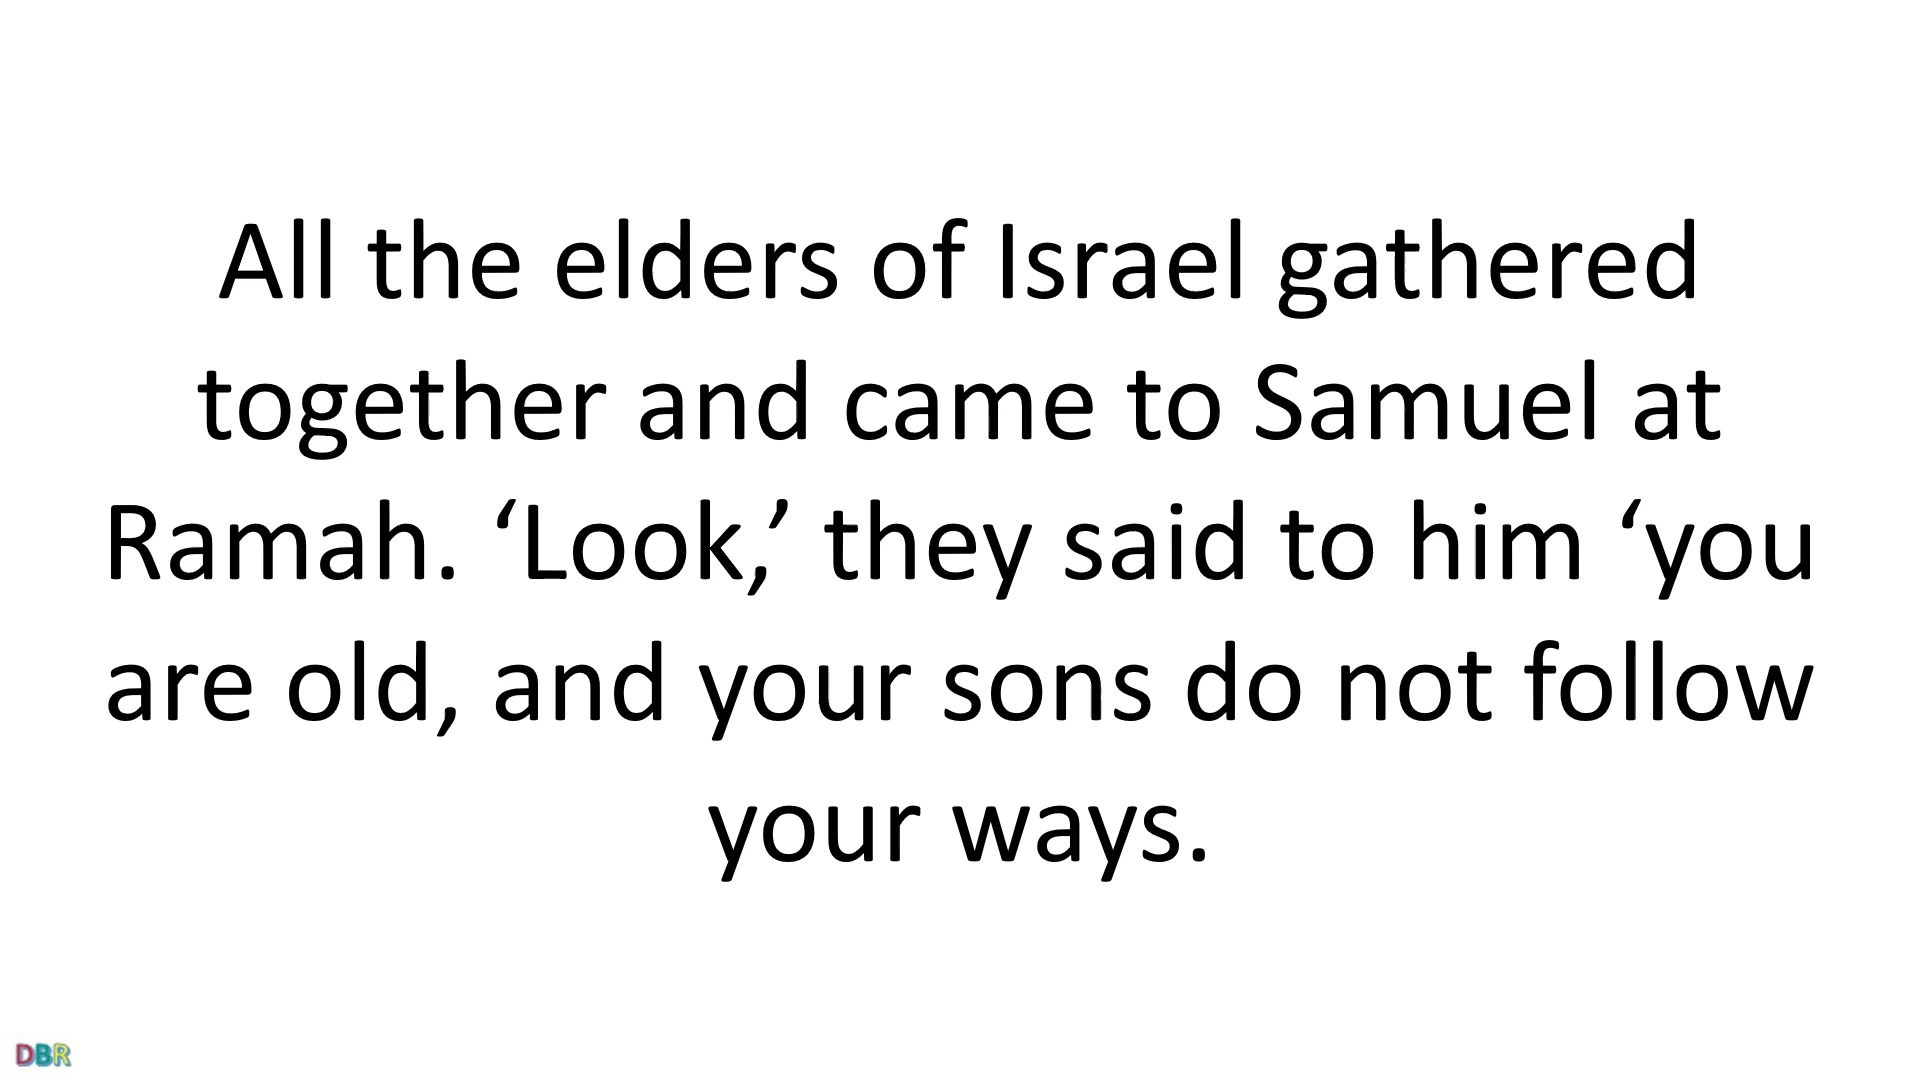 All the elders of Israel gathered
together and came to Samuel at
Ramah. ‘Look,’ they said to him ‘you
are old, and your sons do not follow
your ways.
DBR